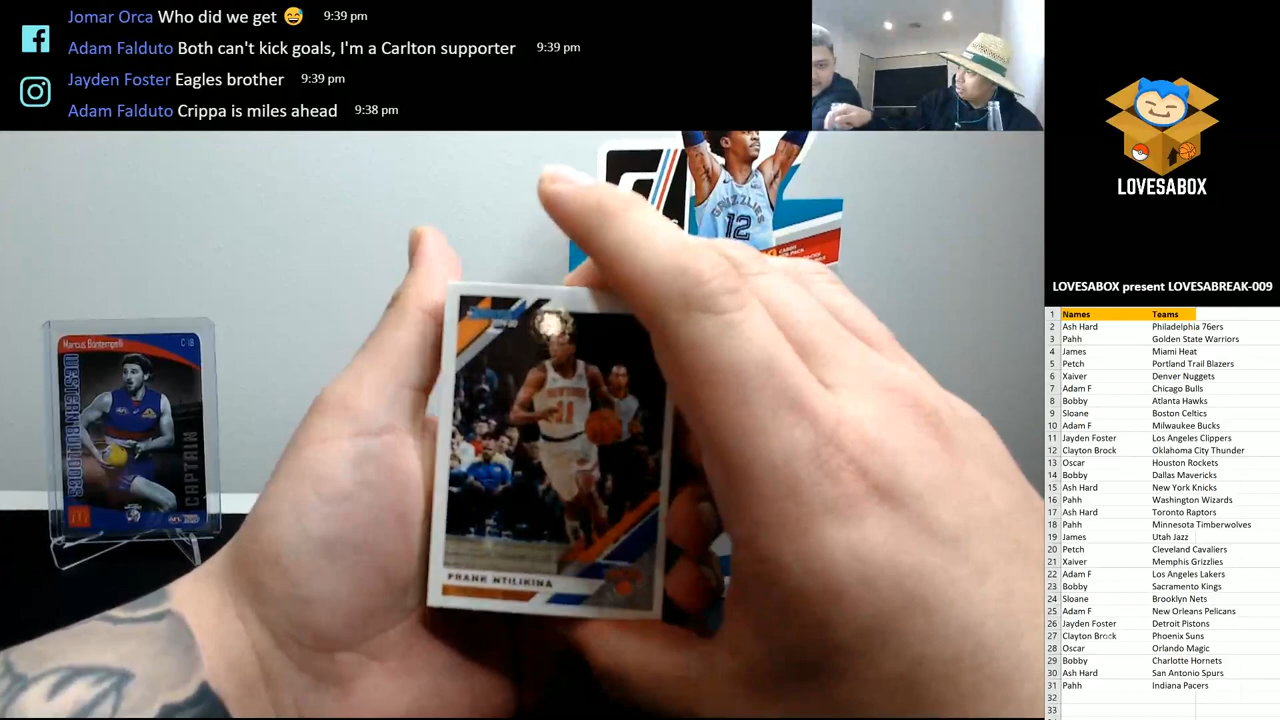 Jomar Orca Who did we get 😅 9:39 pm
Adam Falduto Both can't kick goals, I'm a Carlton supporter 9:39 pm
Jayden Foster Eagles brother 9:39 pm
Adam Falduto Crippa is miles ahead 9:38 pm
LOVESABOX
LOVESABOX present LOVESABREAK-009
1 Names Teams
2 Ash Hard Philadelphia 76ers
3 Pahh Golden State Warriors
4 James Miami Heat
5 Petch Portland Trail Blazers
6 Xaiver Denver Nuggets
7 Adam F Chicago Bulls
8 Bobby Atlanta Hawks
9 Sloane Boston Celtics
10 Adam F Milwaukee Bucks
11 Jayden Foster Los Angeles Clippers
12 Clayton Brock Oklahoma City Thunder
13 Oscar Houston Rockets
14 Bobby Dallas Mavericks
15 Ash Hard New York Knicks
16 Pahh Washington Wizards
17 Ash Hard Toronto Raptors
18 Pahh Minnesota Timberwolves
19 James Utah Jazz
20 Petch Cleveland Cavaliers
21 Xaiver Memphis Grizzlies
22 Adam F Los Angeles Lakers
23 Bobby Sacramento Kings
24 Sloane Brooklyn Nets
25 Adam F New Orleans Pelicans
26 Jayden Foster Detroit Pistons
27 Clayton Brock Phoenix Suns
28 Oscar Orlando Magic
29 Bobby Charlotte Hornets
30 Ash Hard San Antonio Spurs
31 Pahh Indiana Pacers
32
33
GRIZZLIES
12
Marcus Bontempelli C-18
WESTERN BULLDOGS
CAPTAIN
AFL
NEW YORK
11
FRANK NTILIKINA